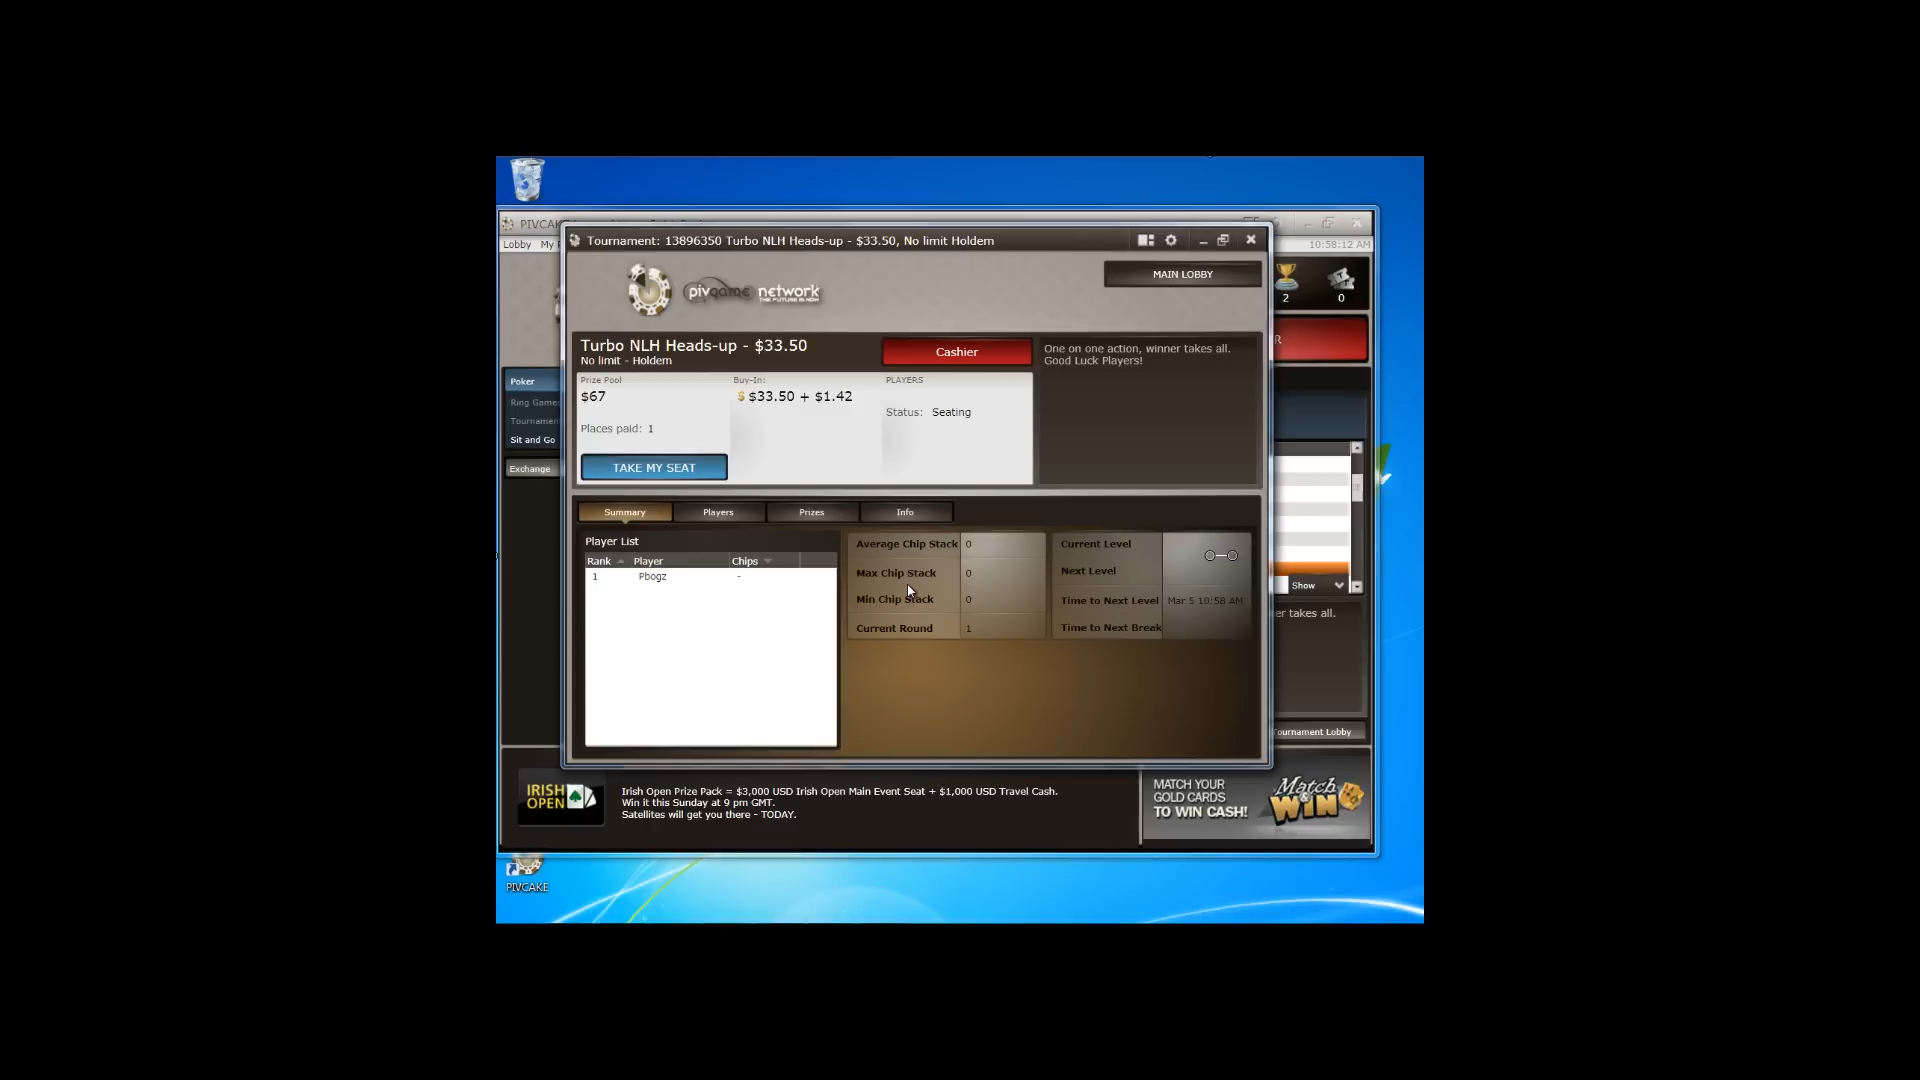 PIVCAKE
Lobby My
10:58:12 AM
Tournament: 13896350 Turbo NLH Heads-up - $33.50, No limit Holdem
MAIN LOBBY
pivgame network
THE FUTURE IS NOW
2 0
R
Turbo NLH Heads-up - $33.50
No limit - Holdem
Cashier
One on one action, winner takes all.
Good Luck Players!
Prize Pool Buy-In: PLAYERS
$67 $ $33.50 + $1.42
Status: Seating
Places paid: 1
TAKE MY SEAT
Poker
Ring Game
Tournamen
Sit and Go
Exchange
Summary Players Prizes Info
Player List
Rank Player Chips
1 Pbogz -
Average Chip Stack 0
Max Chip Stack 0
Min Chip Stack 0
Current Round 1
Current Level
Next Level
Time to Next Level Mar 5 10:58 AM
Time to Next Break
Show
er takes all.
Tournament Lobby
IRISH
OPEN
Irish Open Prize Pack = $3,000 USD Irish Open Main Event Seat + $1,000 USD Travel Cash.
Win it this Sunday at 9 pm GMT.
Satellites will get you there - TODAY.
MATCH YOUR
GOLD CARDS
TO WIN CASH!
Match
& WIN
PIVCAKE